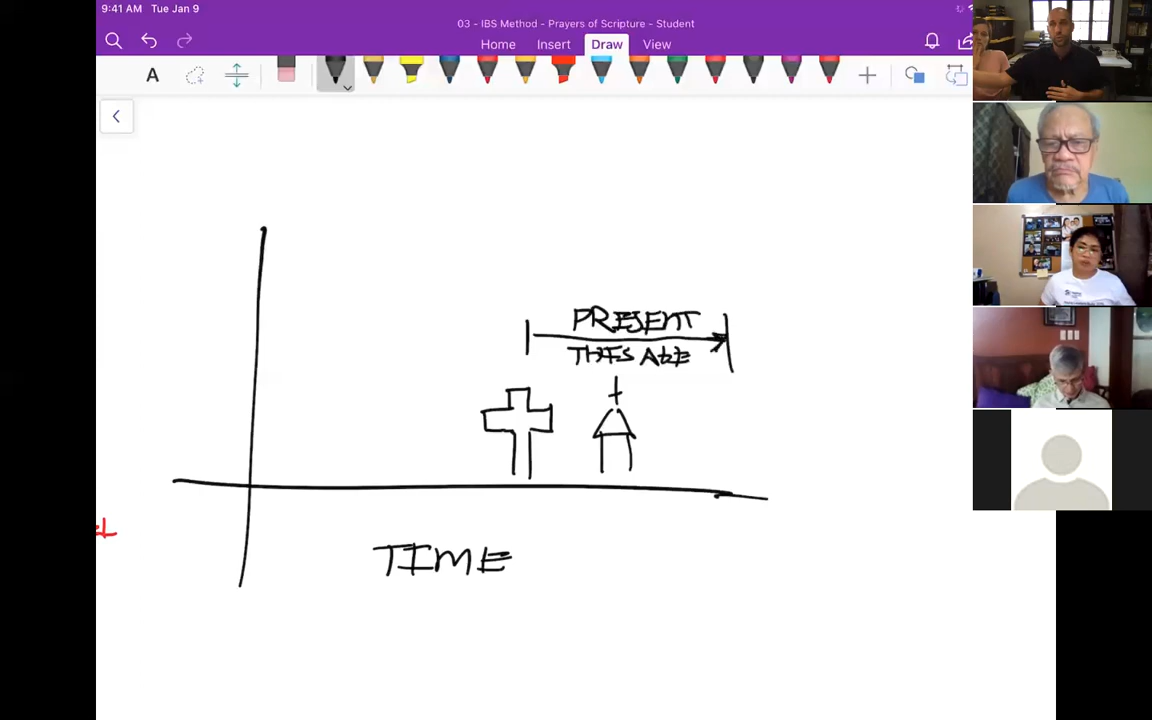 9:41 AM Tue Jan 9
03 - IBS Method - Prayers of Scripture - Student
Home Insert Draw View
A
PRESENT
THIS AGE
TIME